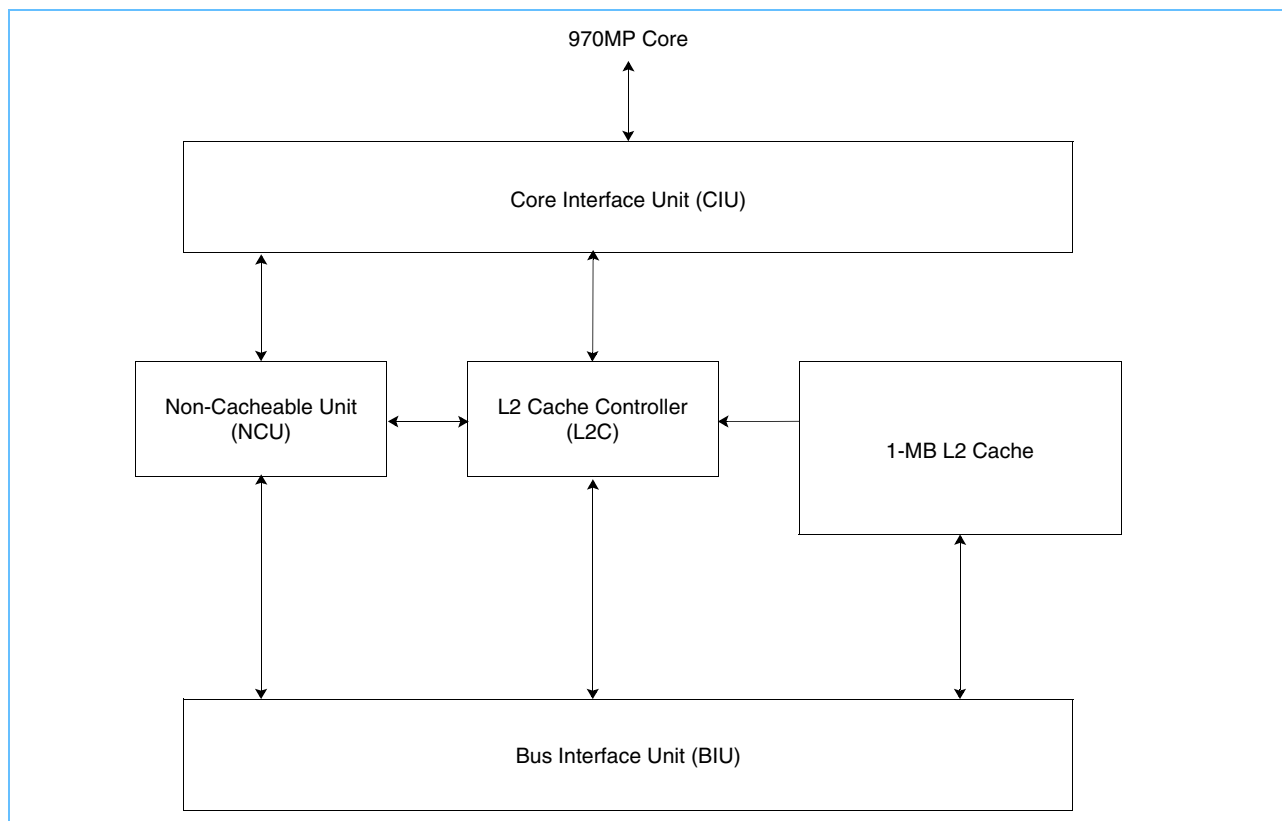 970MP Core
Core Interface Unit (CIU)
Non-Cacheable Unit
(NCU)
L2 Cache Controller
(L2C)
1-MB L2 Cache
Bus Interface Unit (BIU)